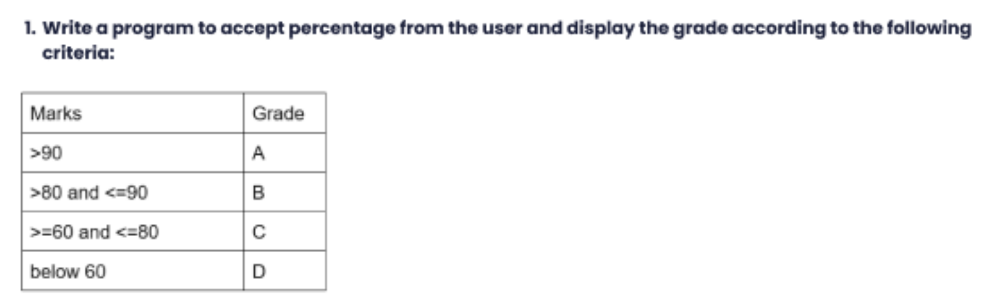 1. Write a program to accept percentage from the user and display the grade according to the following
criteria:
Marks Grade
>90 A
>80 and <=90 B
>=60 and <=80 C
below 60 D